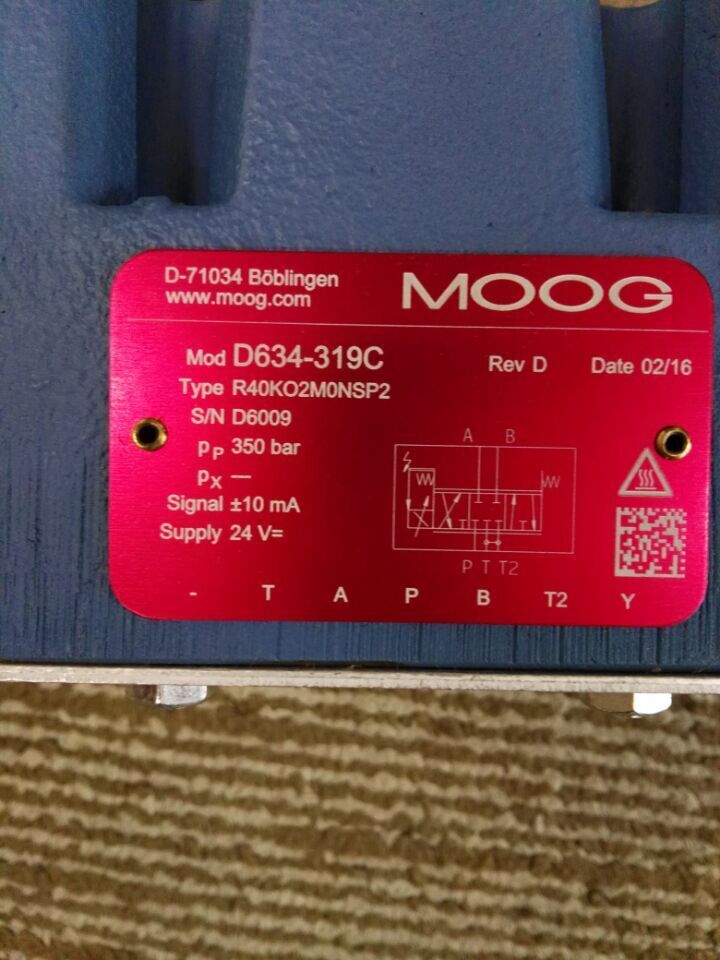 D-71034 Böblingen
www.moog.com
MOOG
Mod D634-319C Rev D Date 02/16
Type R40KO2M0NSP2
S/N D6009
pP 350 bar
pX ---
Signal ±10 mA
Supply 24 V=
A B
P T T2
- T A P B T2 Y